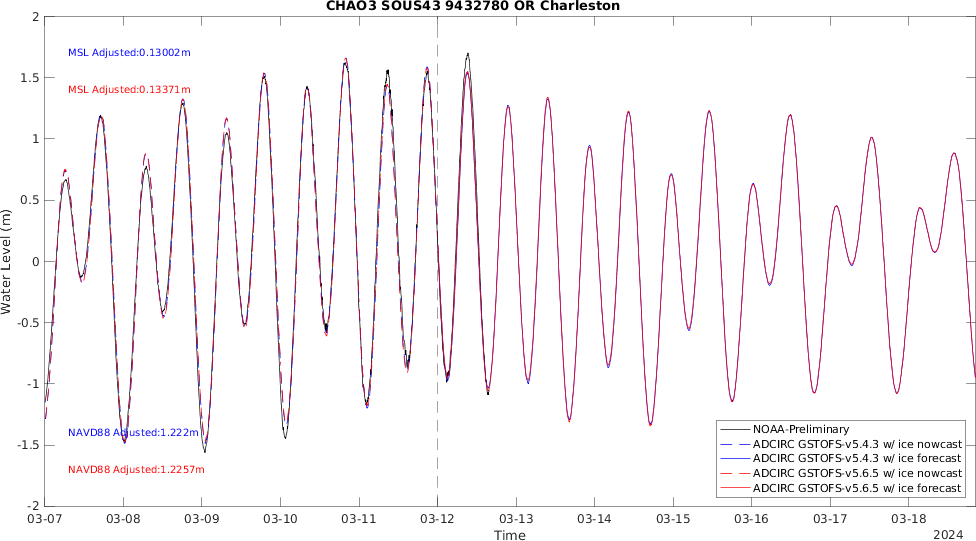 CHAO3 SOUS43 9432780 OR Charleston
2
1.5
1
0.5
0
-0.5
-1
-1.5
-2
Water Level (m)
MSL Adjusted:0.13002m
MSL Adjusted:0.13371m
NAVD88 Adjusted:1.222m
NAVD88 Adjusted:1.2257m
NOAA-Preliminary
ADCIRC GSTOFS-v5.4.3 w/ ice nowcast
ADCIRC GSTOFS-v5.4.3 w/ ice forecast
ADCIRC GSTOFS-v5.6.5 w/ ice nowcast
ADCIRC GSTOFS-v5.6.5 w/ ice forecast
03-07 03-08 03-09 03-10 03-11 03-12 03-13 03-14 03-15 03-16 03-17 03-18
Time
2024